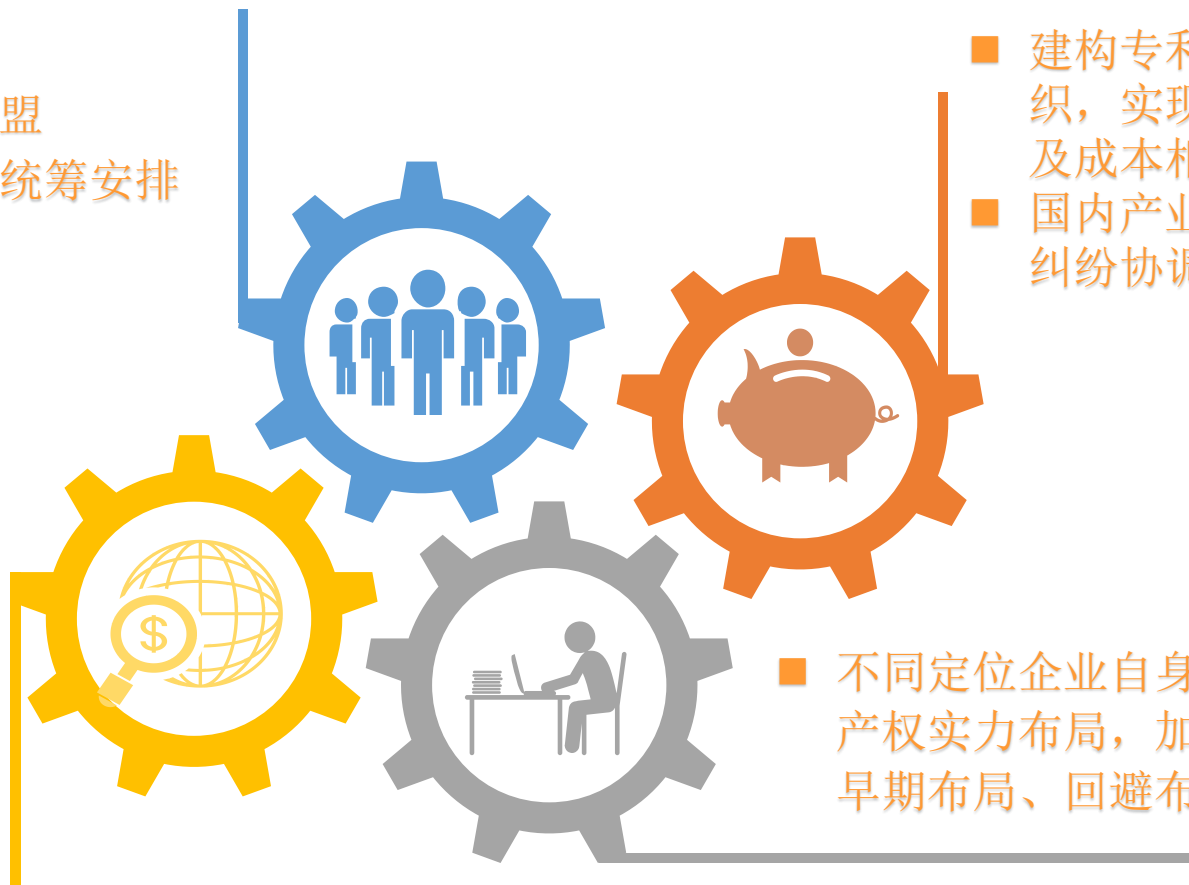 盟
统筹安排
建构专利
织，实现
及成本相
国内产业
纠纷协调
$
不同定位企业自身
产权实力布局，加
早期布局、回避布